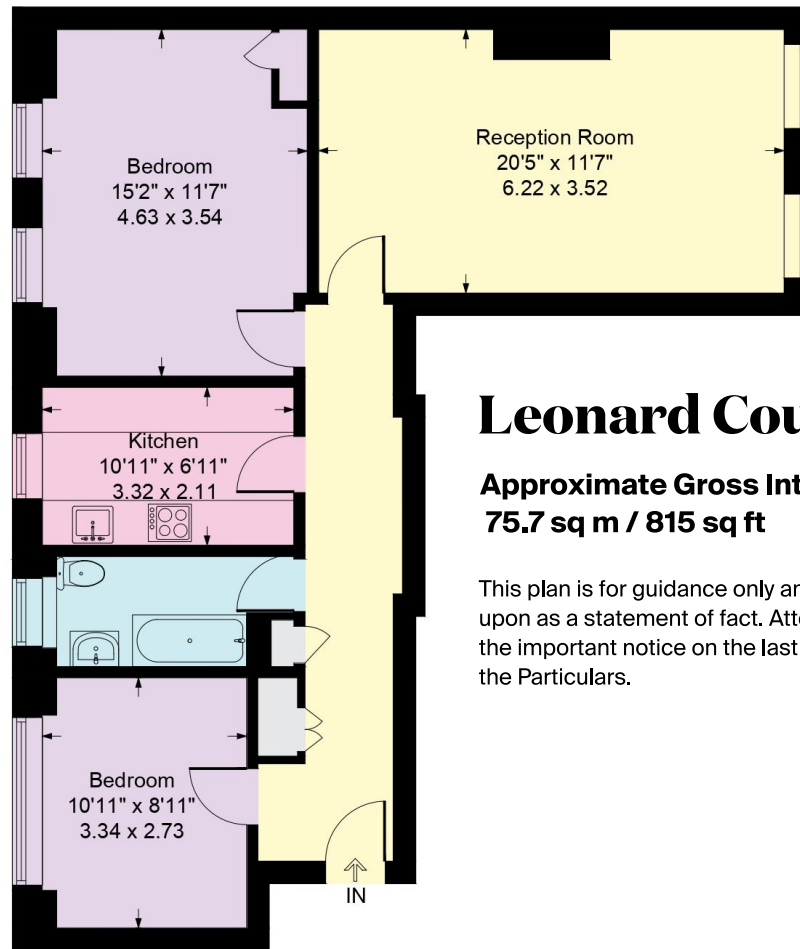 Bedroom
15'2" x 11'7"
4.63 x 3.54
Reception Room
20'5" x 11'7"
6.22 x 3.52
Kitchen
10'11" x 6'11"
3.32 x 2.11
Bedroom
10'11" x 8'11"
3.34 x 2.73
IN
Leonard Cou
Approximate Gross Int
75.7 sq m / 815 sq ft
This plan is for guidance only an
upon as a statement of fact. Atte
the important notice on the last
the Particulars.